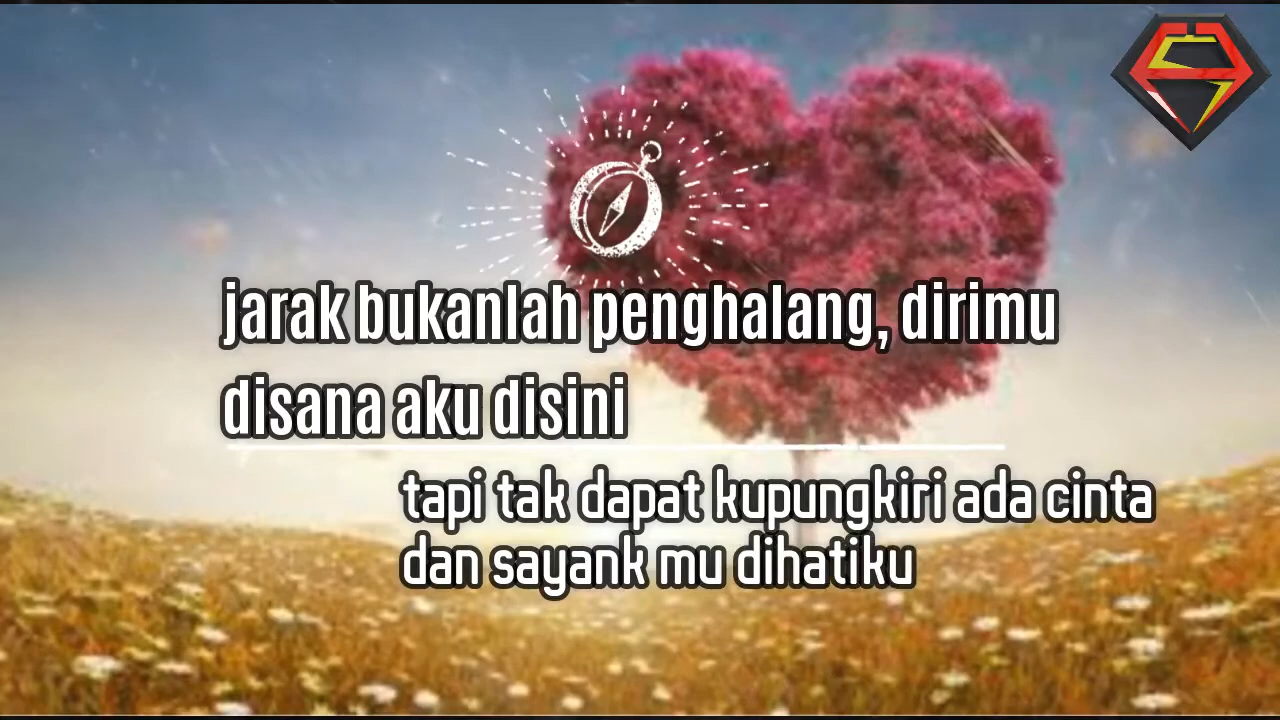 jarak bukanlah penghalang, dirimu
disana aku disini
tapi tak dapat kupungkiri ada cinta
dan sayank mu dihatiku